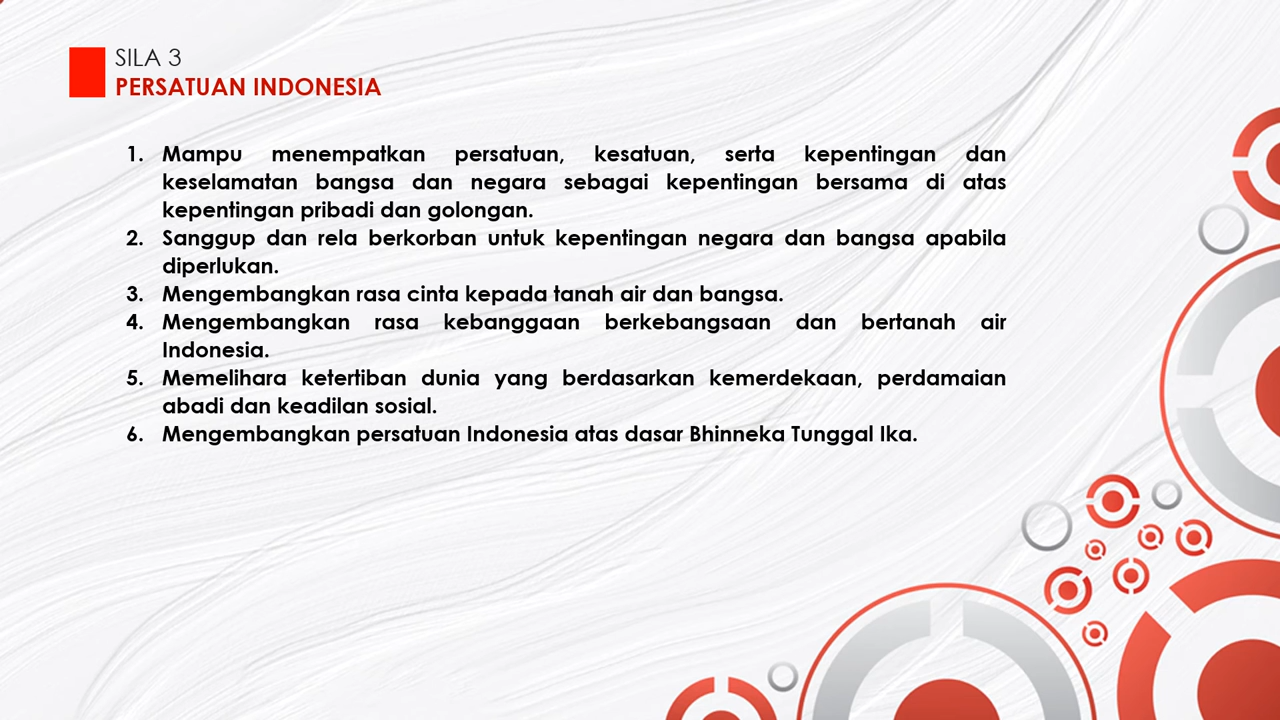 SILA 3
PERSATUAN INDONESIA
1. Mampu menempatkan persatuan, kesatuan, serta kepentingan dan
keselamatan bangsa dan negara sebagai kepentingan bersama di atas
kepentingan pribadi dan golongan.
2. Sanggup dan rela berkorban untuk kepentingan negara dan bangsa apabila
diperlukan.
3. Mengembangkan rasa cinta kepada tanah air dan bangsa.
4. Mengembangkan rasa kebanggaan berkebangsaan dan bertanah air
Indonesia.
5. Memelihara ketertiban dunia yang berdasarkan kemerdekaan, perdamaian
abadi dan keadilan sosial.
6. Mengembangkan persatuan Indonesia atas dasar Bhinneka Tunggal Ika.